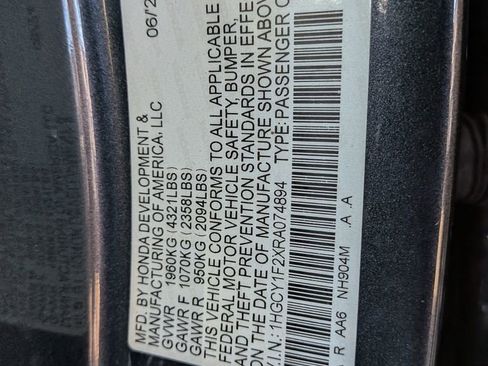 MFD. BY HONDA DEVELOPMENT & 06/2
MANUFACTURING OF AMERICA, LLC
GVWR 1960KG (4321LBS)
GAWR F 1070KG (2358LBS)
GAWR R 950KG (2094LBS)
THIS VEHICLE CONFORMS TO ALL APPLICABLE
FEDERAL MOTOR VEHICLE SAFETY, BUMPER,
AND THEFT PREVENTION STANDARDS IN EFFE
ON THE DATE OF MANUFACTURE SHOWN ABOV
V.I.N.: 1HGCY1F2XRA074894 TYPE: PASSENGER C
R AA6 NH904M .A .A